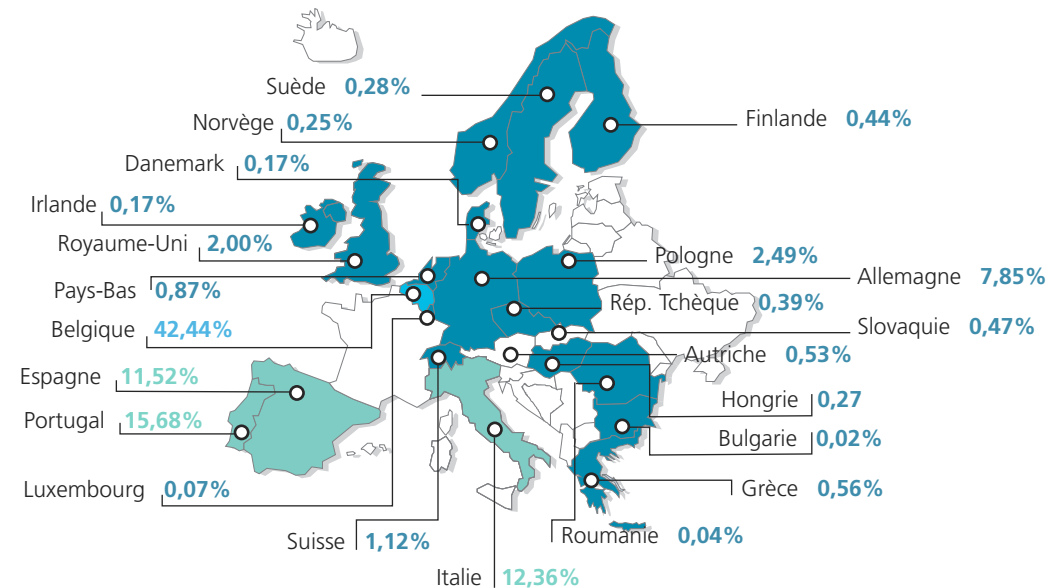 Suède 0,28%
Norvège 0,25%
Finlande 0,44%
Danemark 0,17%
Irlande 0,17%
Royaume-Uni 2,00%
Pologne 2,49%
Allemagne 7,85%
Pays-Bas 0,87%
Rép. Tchèque 0,39%
Belgique 42,44%
Slovaquie 0,47%
Autriche 0,53%
Espagne 11,52%
Hongrie 0,27
Portugal 15,68%
Bulgarie 0,02%
Luxembourg 0,07%
Grèce 0,56%
Suisse 1,12%
Roumanie 0,04%
Italie 12,36%